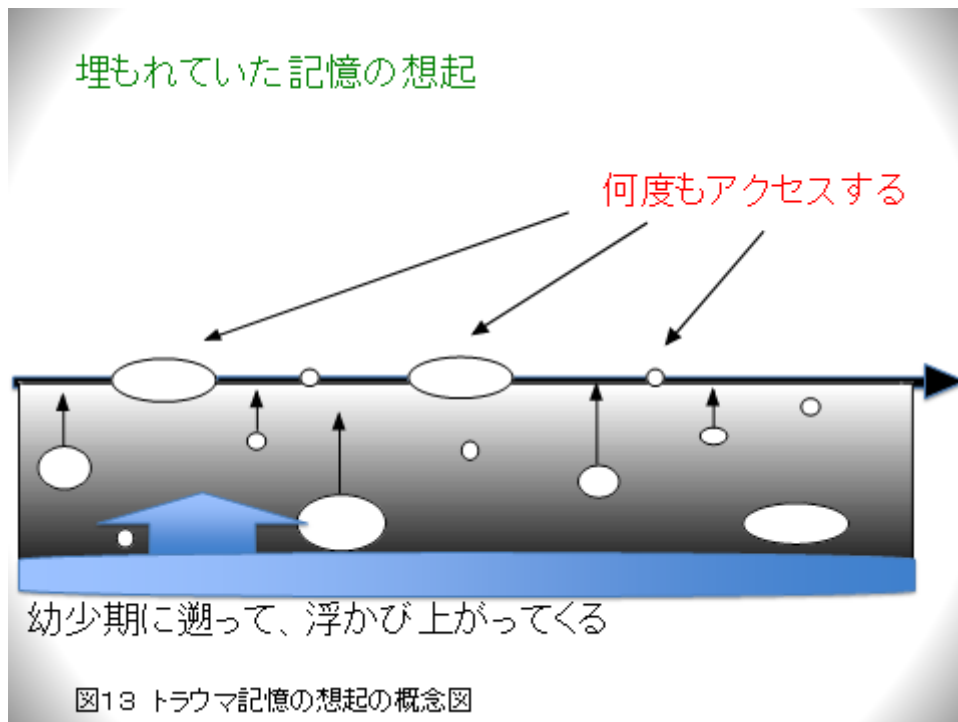 埋もれていた記憶の想起
何度もアクセスする
幼少期に遡って、浮かび上がってくる
図13 トラウマ記憶の想起の概念図